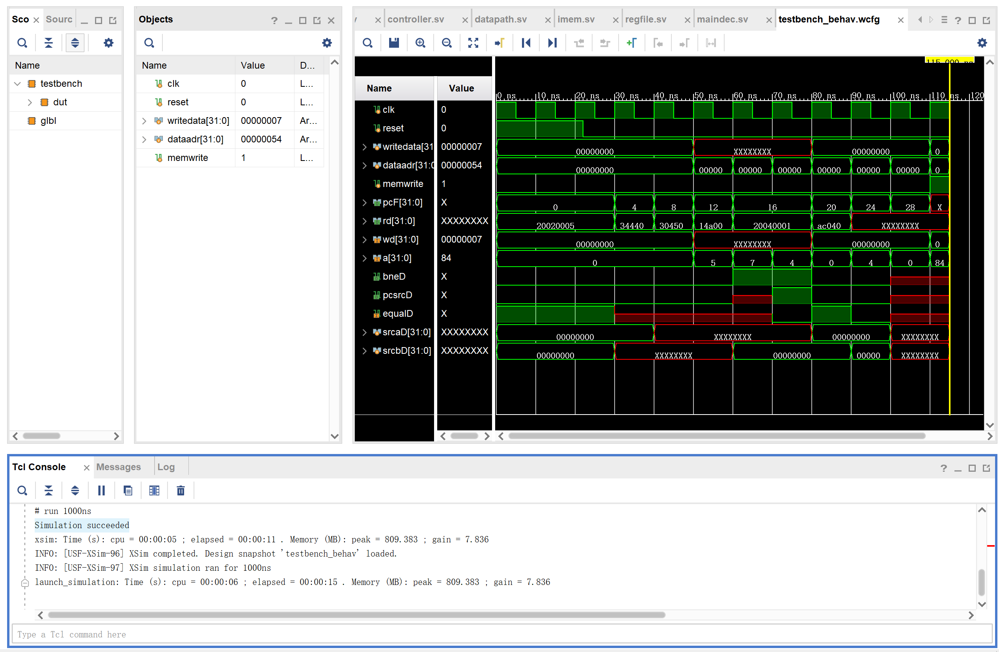 Sco
Sourc
Name
testbench
dut
glbl
Objects
Name Value D...
clk 0 L...
reset 0 L...
writedata[31:0] 00000007 Ar...
dataadr[31:0] 00000054 Ar...
memwrite 1 L...
controller.sv datapath.sv imem.sv regfile.sv maindec.sv testbench_behav.wcfg
115.000 ns
Name Value
0 ns 10 ns 20 ns 30 ns 40 ns 50 ns 60 ns 70 ns 80 ns 90 ns 100 ns 110 ns 120
clk 0
reset 0
writedata[31 00000007 00000000 XXXXXXXX 00000000 0
dataadr[31:0 00000054 00000000 00000 00000 00000 00000 00000 00000 0
memwrite 1
pcF[31:0] X 0 4 8 12 16 20 24 28 X
rd[31:0] XXXXXXXX 20020005 34440 30450 14a00 20040001 ac040 XXXXXXXX
wd[31:0] 00000007 00000000 XXXXXXXX 00000000 0
a[31:0] 84 0 5 7 4 0 4 0 84
bneD X
pcsrcD X
equalD X
srcaD[31:0] XXXXXXXX 00000000 XXXXXXXX 00000000 XXXXXXXX
srcbD[31:0] XXXXXXXX 00000000 XXXXXXXX 00000000 00000 XXXXXXXX
Tcl Console Messages Log
# run 1000ns
Simulation succeeded
xsim: Time (s): cpu = 00:00:05 ; elapsed = 00:00:11 . Memory (MB): peak = 809.383 ; gain = 7.836
INFO: [USF-XSim-96] XSim completed. Design snapshot 'testbench_behav' loaded.
INFO: [USF-XSim-97] XSim simulation ran for 1000ns
launch_simulation: Time (s): cpu = 00:00:06 ; elapsed = 00:00:15 . Memory (MB): peak = 809.383 ; gain = 7.836
Type a Tcl command here